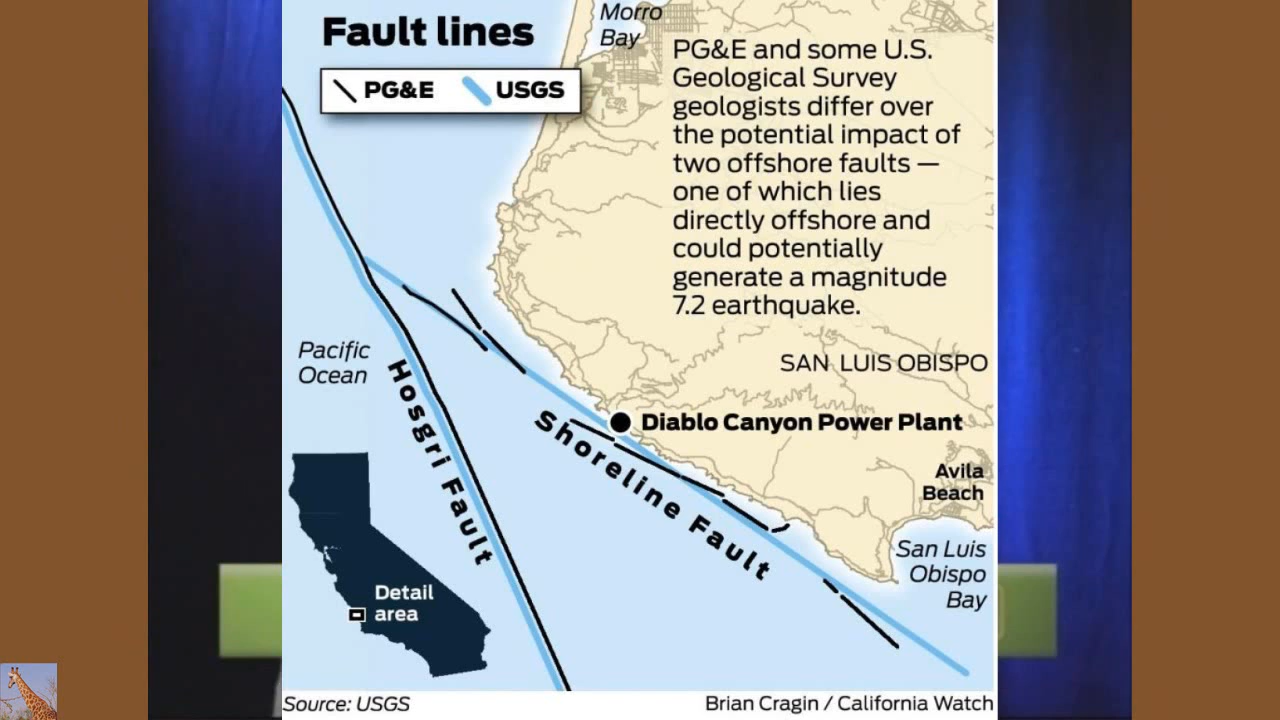 Fault lines
PG&E
USGS
Morro
Bay
PG&E and some U.S.
Geological Survey
geologists differ over
the potential impact of
two offshore faults —
one of which lies
directly offshore and
could potentially
generate a magnitude
7.2 earthquake.
Pacific
Ocean
SAN LUIS OBISPO
Hosgri Fault
Shoreline Fault
Diablo Canyon Power Plant
Avila
Beach
San Luis
Obispo
Bay
Detail
area
Source: USGS
Brian Cragin / California Watch